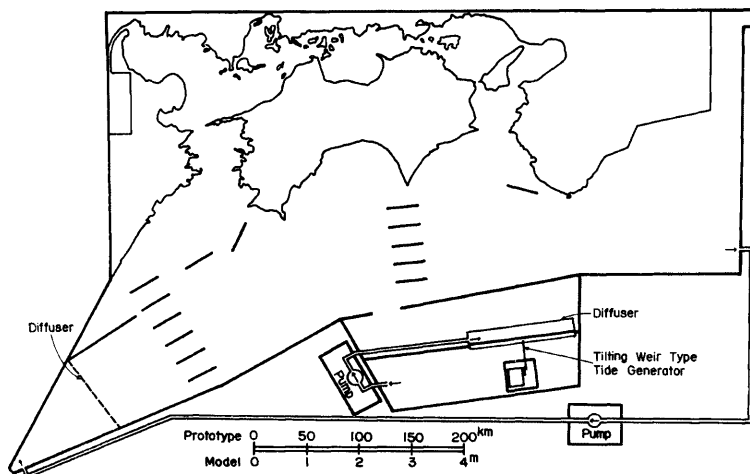 Diffuser
Diffuser
Tilting Weir Type
Tide Generator
Pump
Pump
Prototype 0 50 100 150 200 km
Model 0 1 2 3 4 m